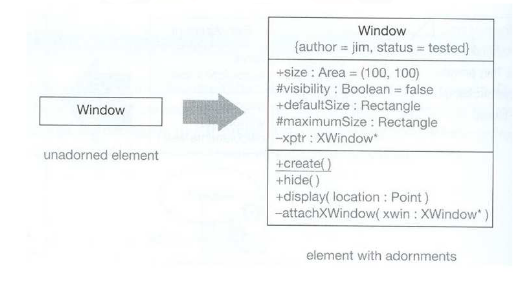 Window
unadorned element
Window
{author = jim, status = tested}
+size : Area = (100, 100)
#visibility : Boolean = false
+defaultSize : Rectangle
#maximumSize : Rectangle
–xptr : XWindow*
+create()
+hide()
+display( location : Point )
–attachXWindow( xwin : XWindow* )
element with adornments